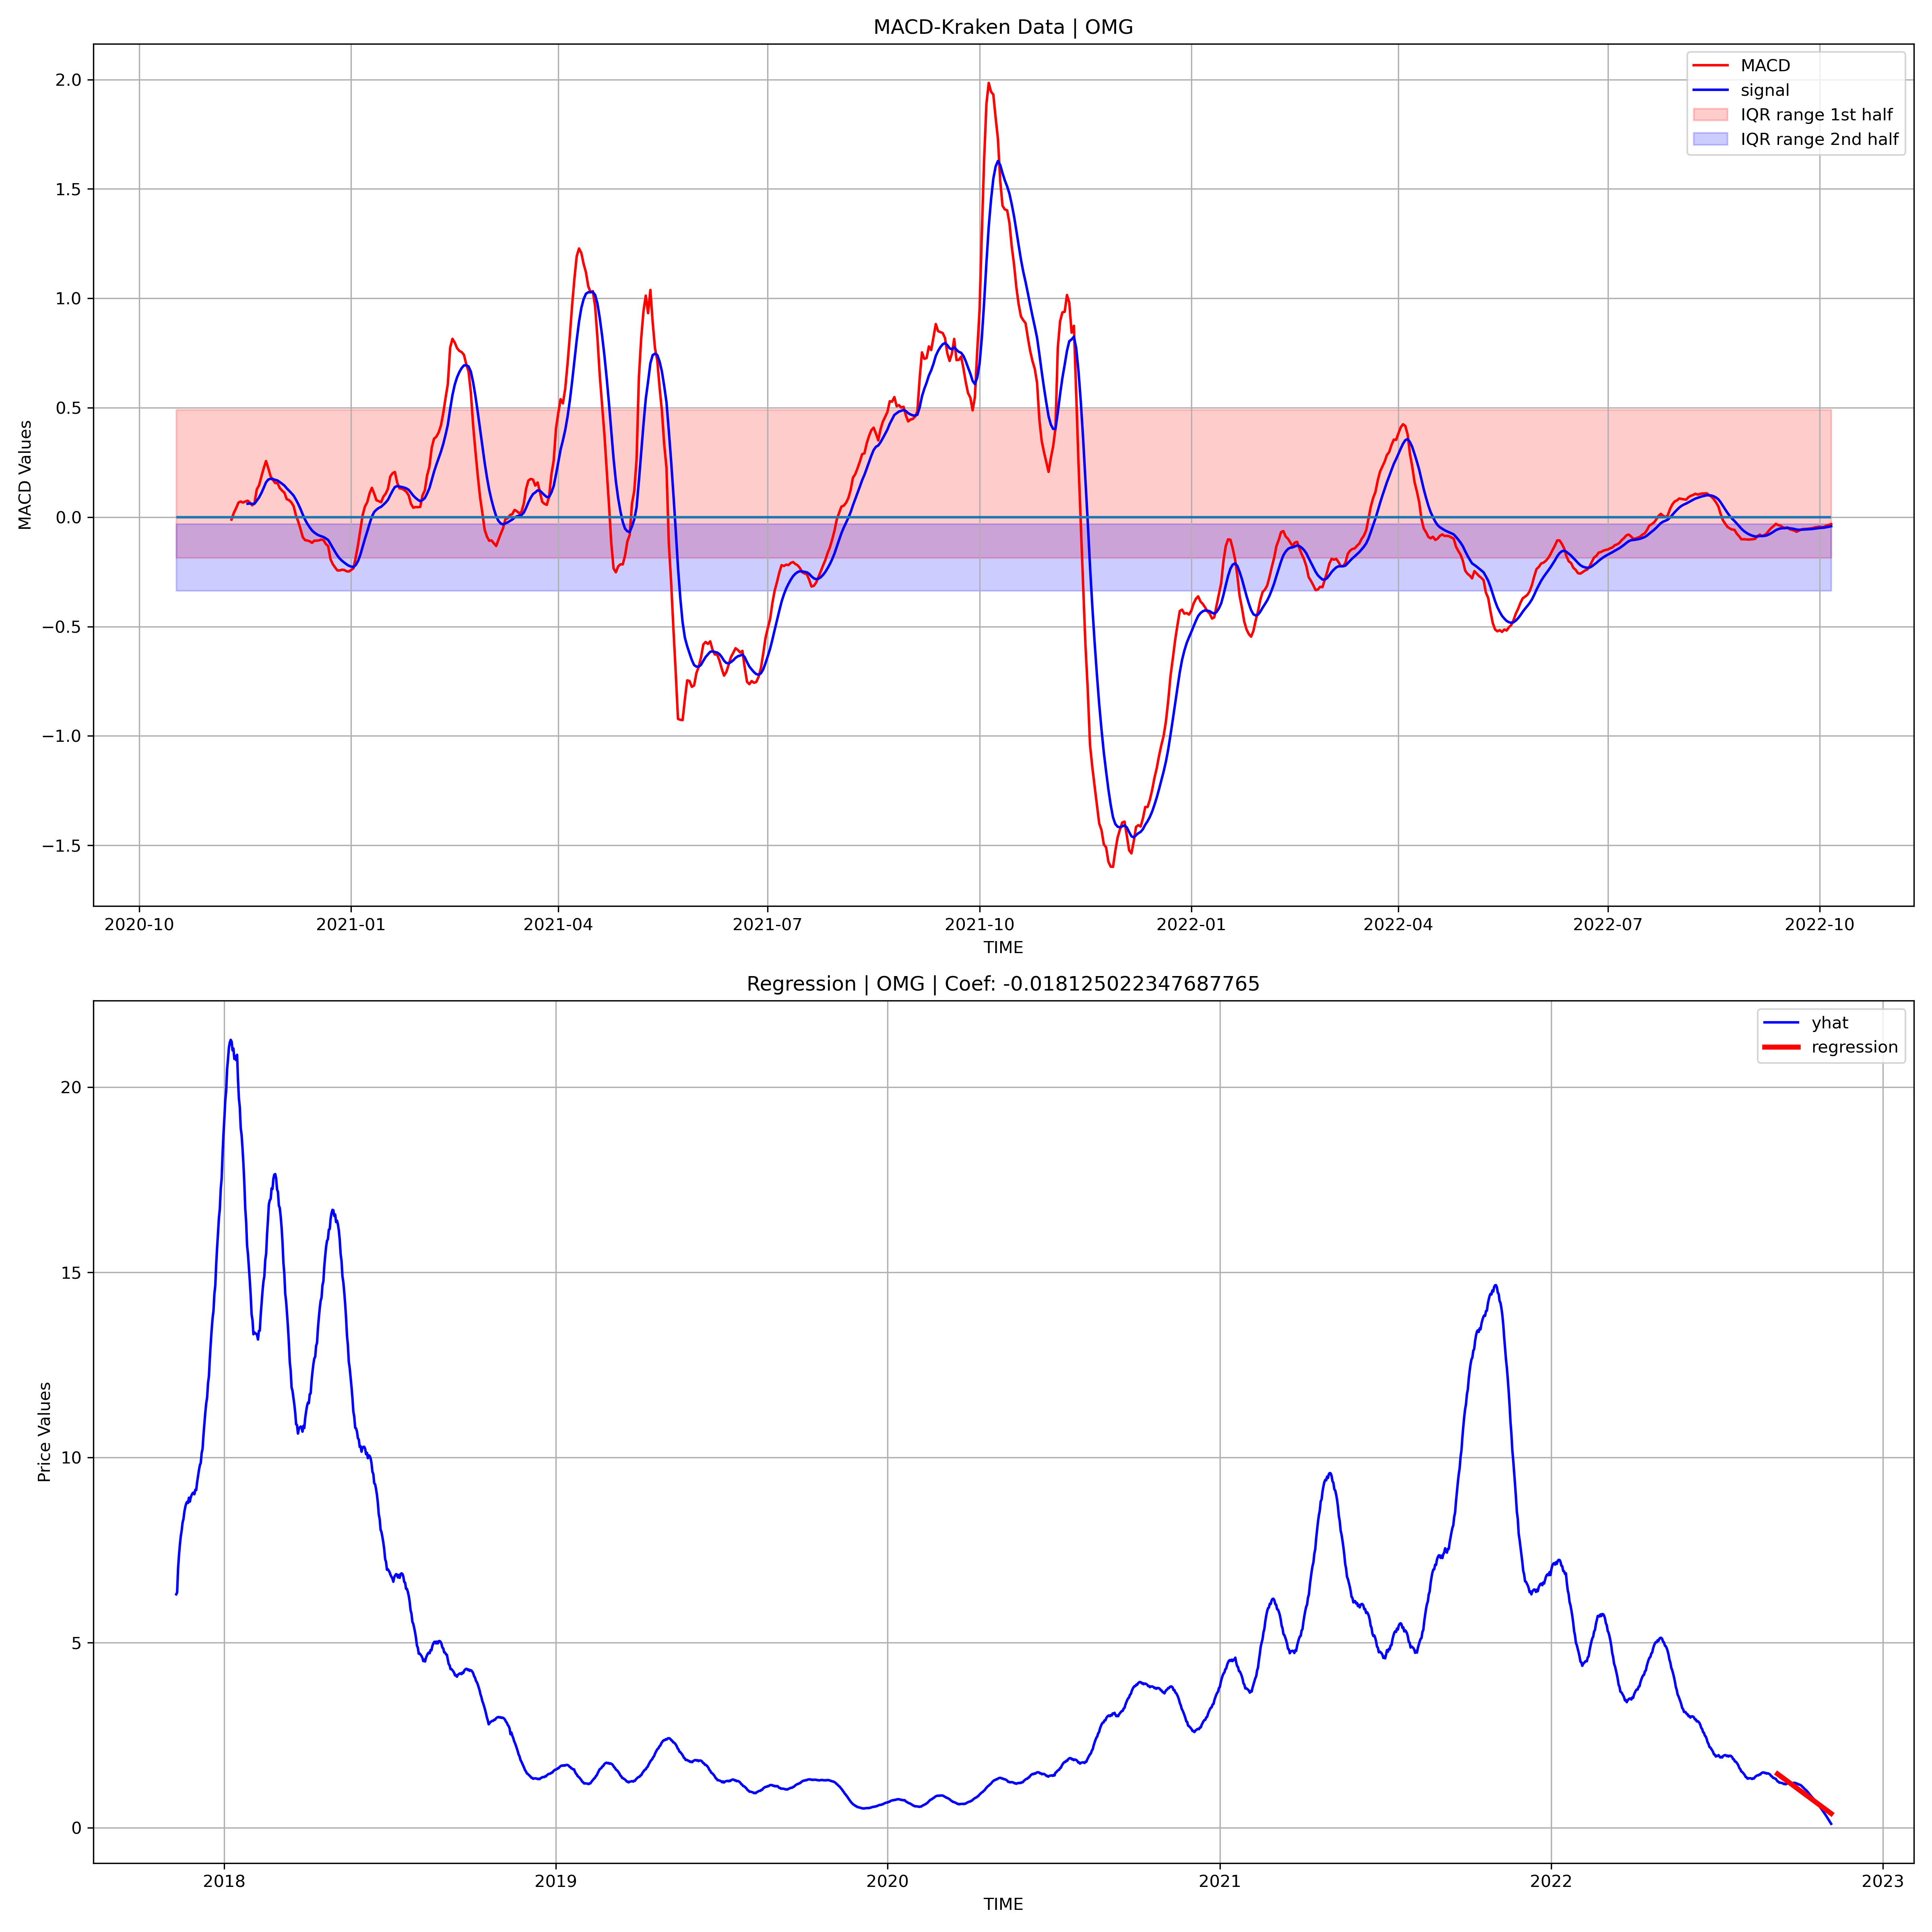 MACD-Kraken Data | OMG
MACD Values
2.0
1.5
1.0
0.5
0.0
−0.5
−1.0
−1.5
MACD
signal
IQR range 1st half
IQR range 2nd half
2020-10 2021-01 2021-04 2021-07 2021-10 2022-01 2022-04 2022-07 2022-10
TIME
Regression | OMG | Coef: -0.018125022347687765
Price Values
20
15
10
5
0
yhat
regression
2018 2019 2020 2021 2022 2023
TIME